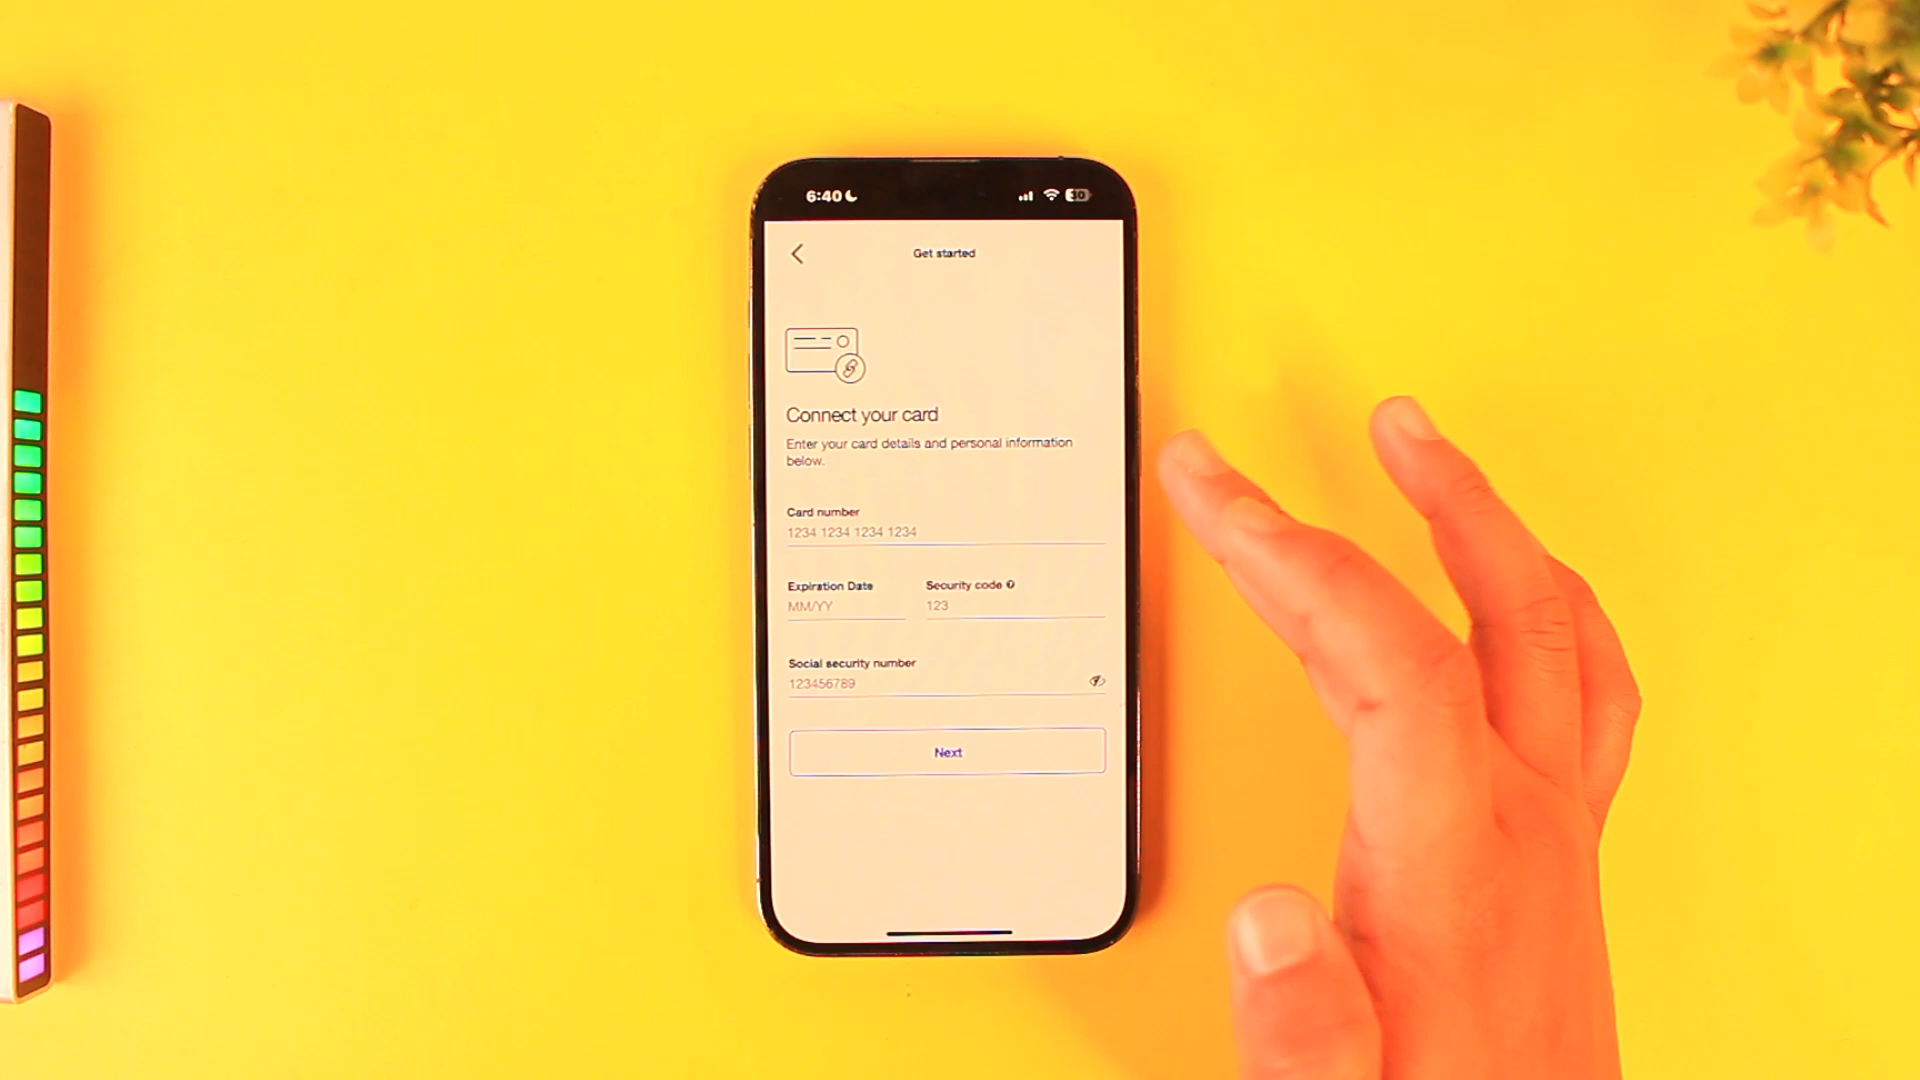 6:40
30
Get started
Connect your card
Enter your card details and personal information
below.
Card number
1234 1234 1234 1234
Expiration Date
Security code
MM/YY
123
Social security number
123456789
Next